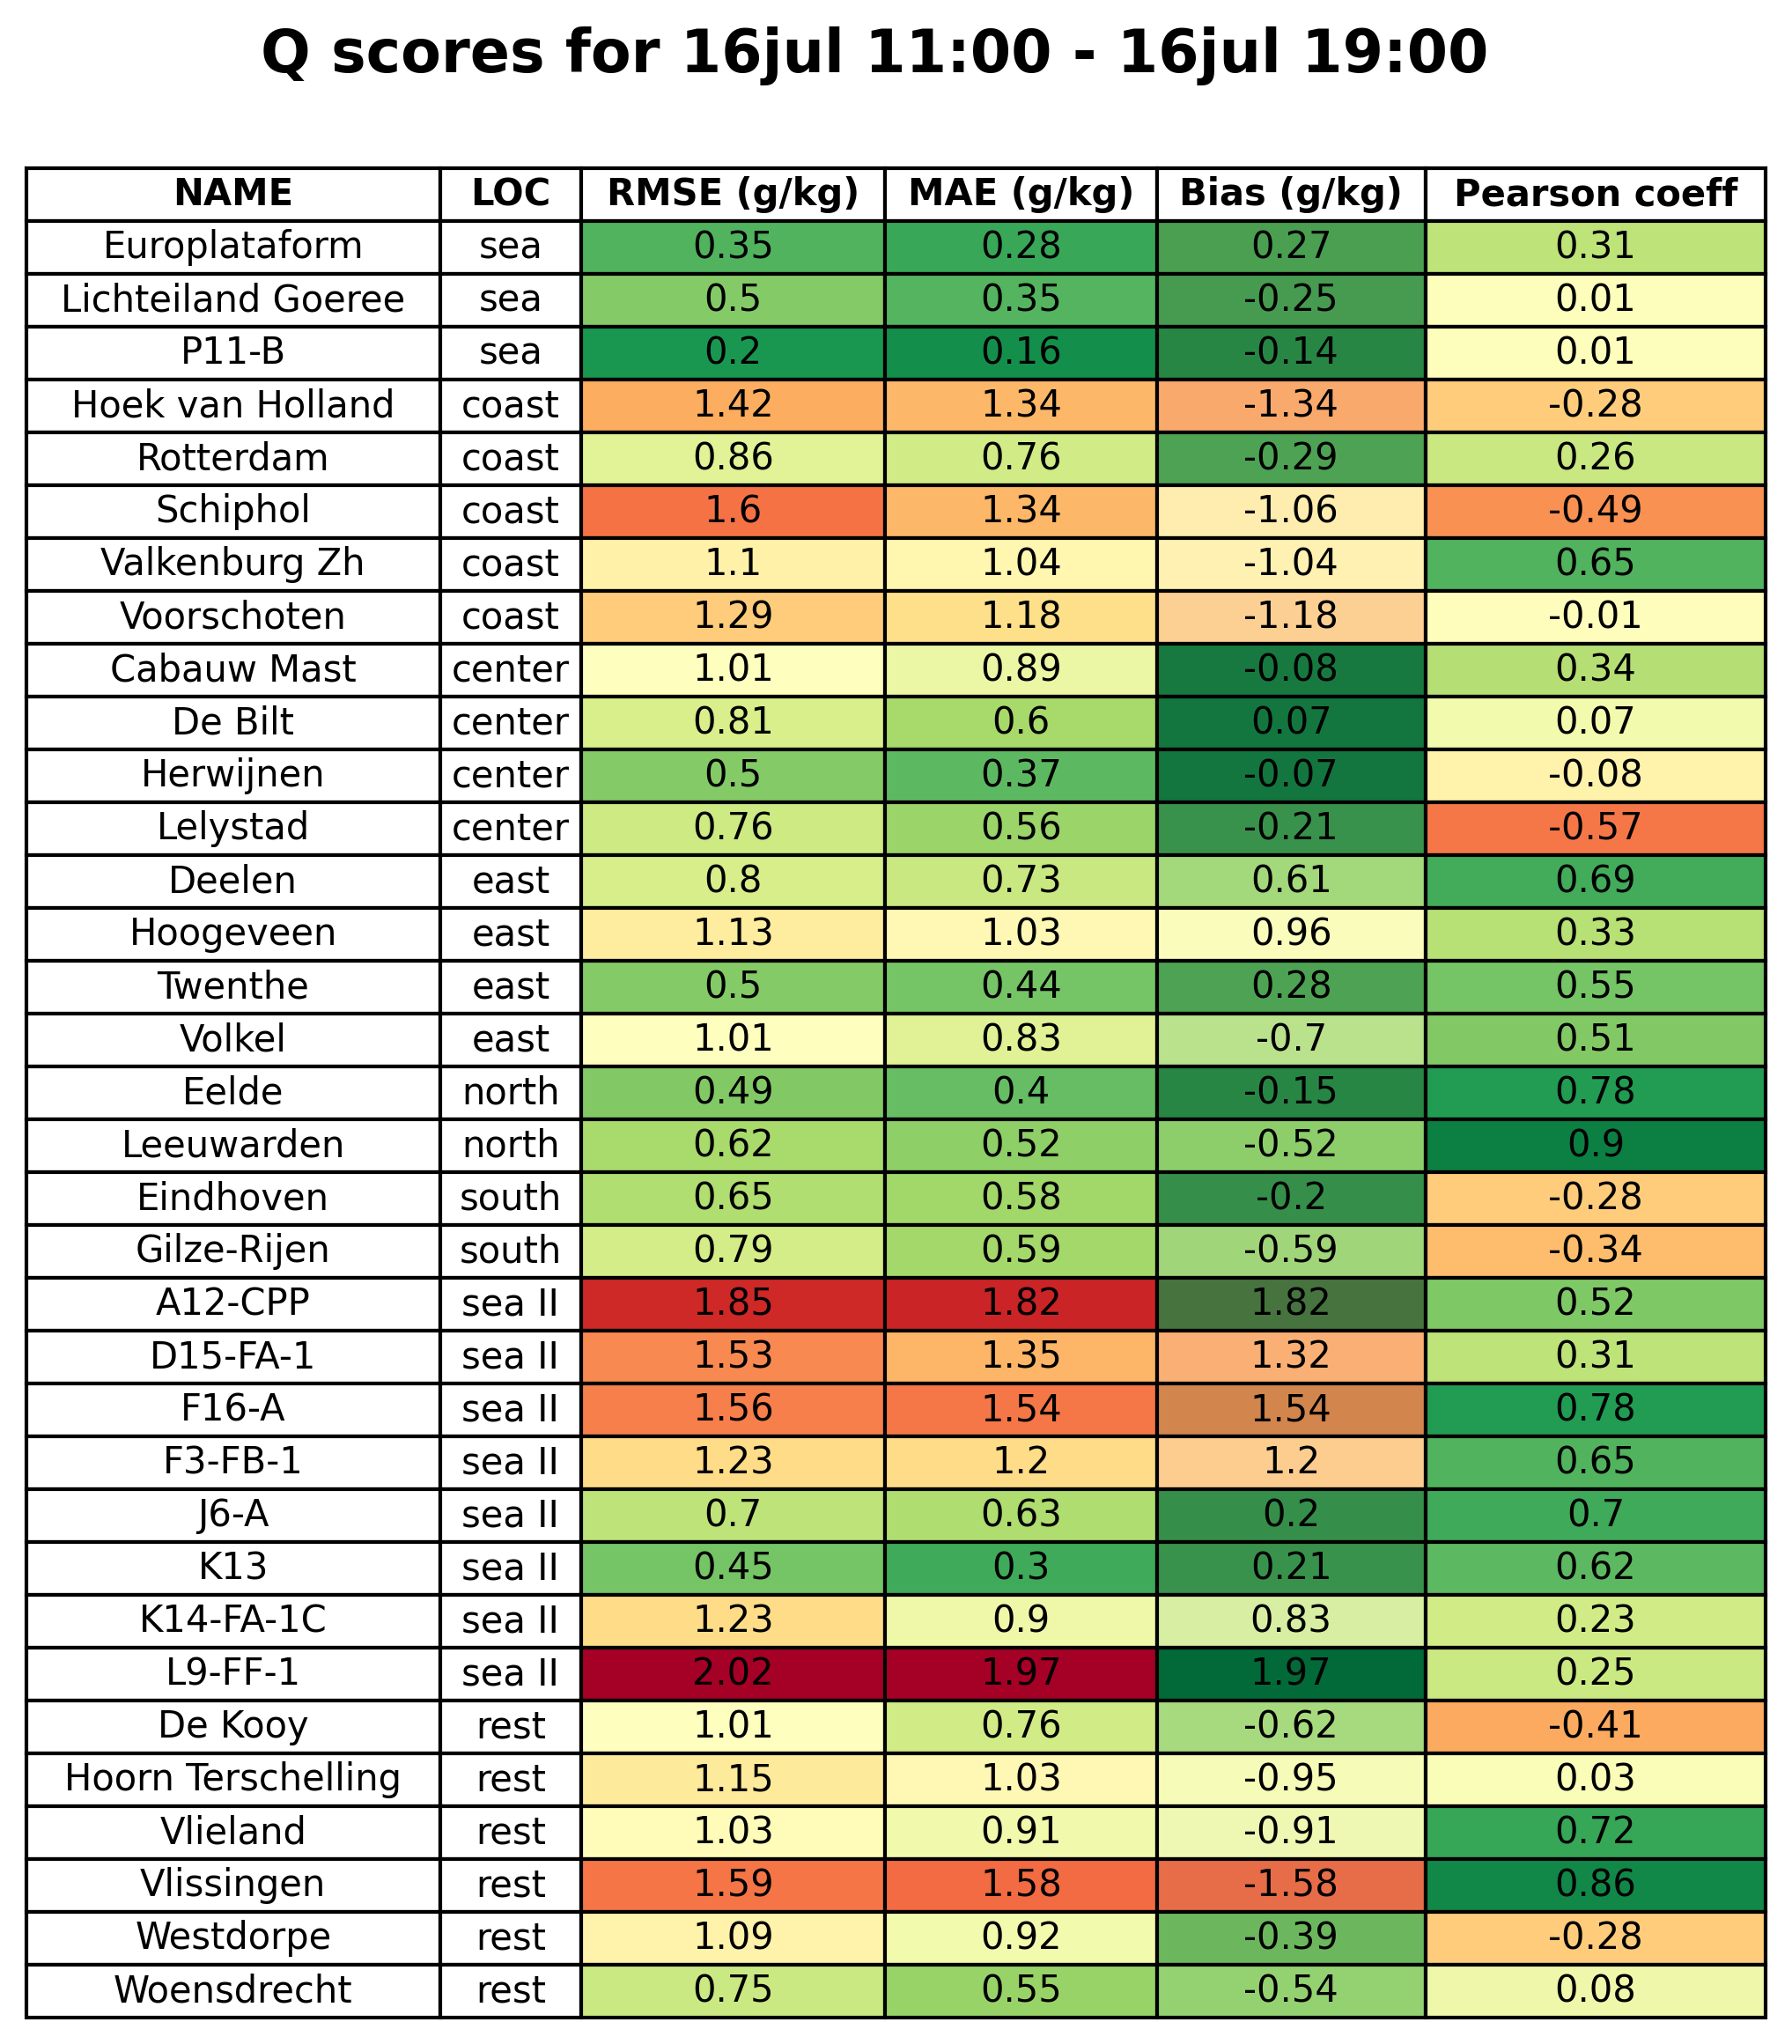 Q scores for 16jul 11:00 - 16jul 19:00
NAME LOC RMSE (g/kg) MAE (g/kg) Bias (g/kg) Pearson coeff
Europlataform sea 0.35 0.28 0.27 0.31
Lichteiland Goeree sea 0.5 0.35 -0.25 0.01
P11-B sea 0.2 0.16 -0.14 0.01
Hoek van Holland coast 1.42 1.34 -1.34 -0.28
Rotterdam coast 0.86 0.76 -0.29 0.26
Schiphol coast 1.6 1.34 -1.06 -0.49
Valkenburg Zh coast 1.1 1.04 -1.04 0.65
Voorschoten coast 1.29 1.18 -1.18 -0.01
Cabauw Mast center 1.01 0.89 -0.08 0.34
De Bilt center 0.81 0.6 0.07 0.07
Herwijnen center 0.5 0.37 -0.07 -0.08
Lelystad center 0.76 0.56 -0.21 -0.57
Deelen east 0.8 0.73 0.61 0.69
Hoogeveen east 1.13 1.03 0.96 0.33
Twenthe east 0.5 0.44 0.28 0.55
Volkel east 1.01 0.83 -0.7 0.51
Eelde north 0.49 0.4 -0.15 0.78
Leeuwarden north 0.62 0.52 -0.52 0.9
Eindhoven south 0.65 0.58 -0.2 -0.28
Gilze-Rijen south 0.79 0.59 -0.59 -0.34
A12-CPP sea II 1.85 1.82 1.82 0.52
D15-FA-1 sea II 1.53 1.35 1.32 0.31
F16-A sea II 1.56 1.54 1.54 0.78
F3-FB-1 sea II 1.23 1.2 1.2 0.65
J6-A sea II 0.7 0.63 0.2 0.7
K13 sea II 0.45 0.3 0.21 0.62
K14-FA-1C sea II 1.23 0.9 0.83 0.23
L9-FF-1 sea II 2.02 1.97 1.97 0.25
De Kooy rest 1.01 0.76 -0.62 -0.41
Hoorn Terschelling rest 1.15 1.03 -0.95 0.03
Vlieland rest 1.03 0.91 -0.91 0.72
Vlissingen rest 1.59 1.58 -1.58 0.86
Westdorpe rest 1.09 0.92 -0.39 -0.28
Woensdrecht rest 0.75 0.55 -0.54 0.08